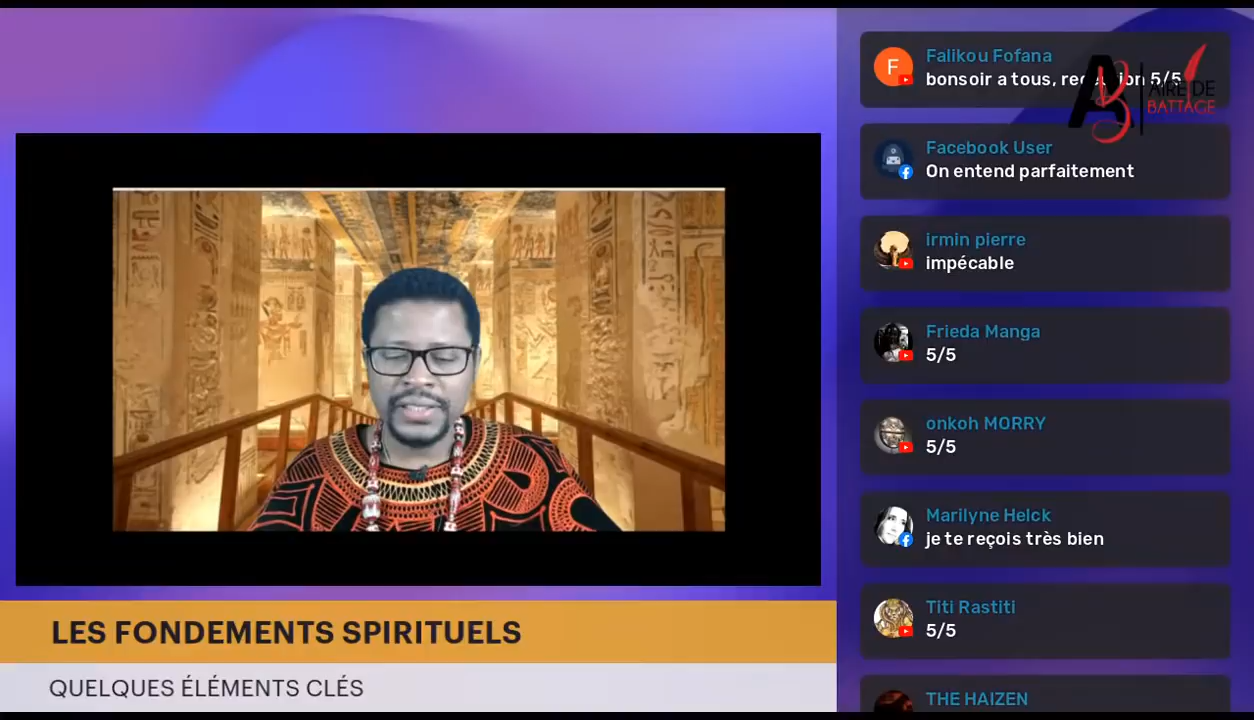 Falikou Fofana
bonsoir a tous, reception 5/5
AIRE DE
BATTAGE
Facebook User
On entend parfaitement
irmin pierre
impécable
Frieda Manga
5/5
onkoh MORRY
5/5
Marilyne Helck
je te reçois très bien
Titi Rastiti
5/5
THE HAIZEN
LES FONDEMENTS SPIRITUELS
QUELQUES ÉLÉMENTS CLÉS